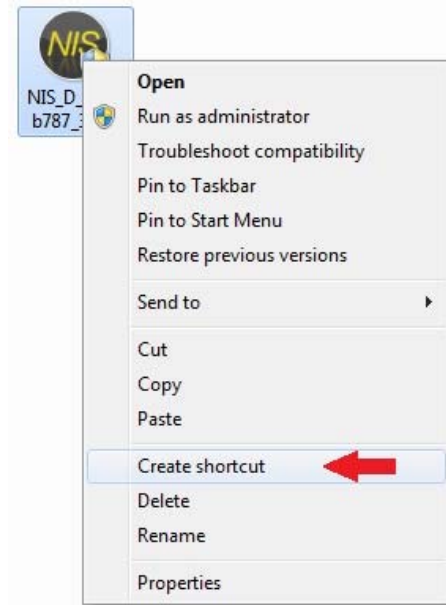 NIS
NIS_D_
b787_3
Open
Run as administrator
Troubleshoot compatibility
Pin to Taskbar
Pin to Start Menu
Restore previous versions
Send to
Cut
Copy
Paste
Create shortcut
Delete
Rename
Properties